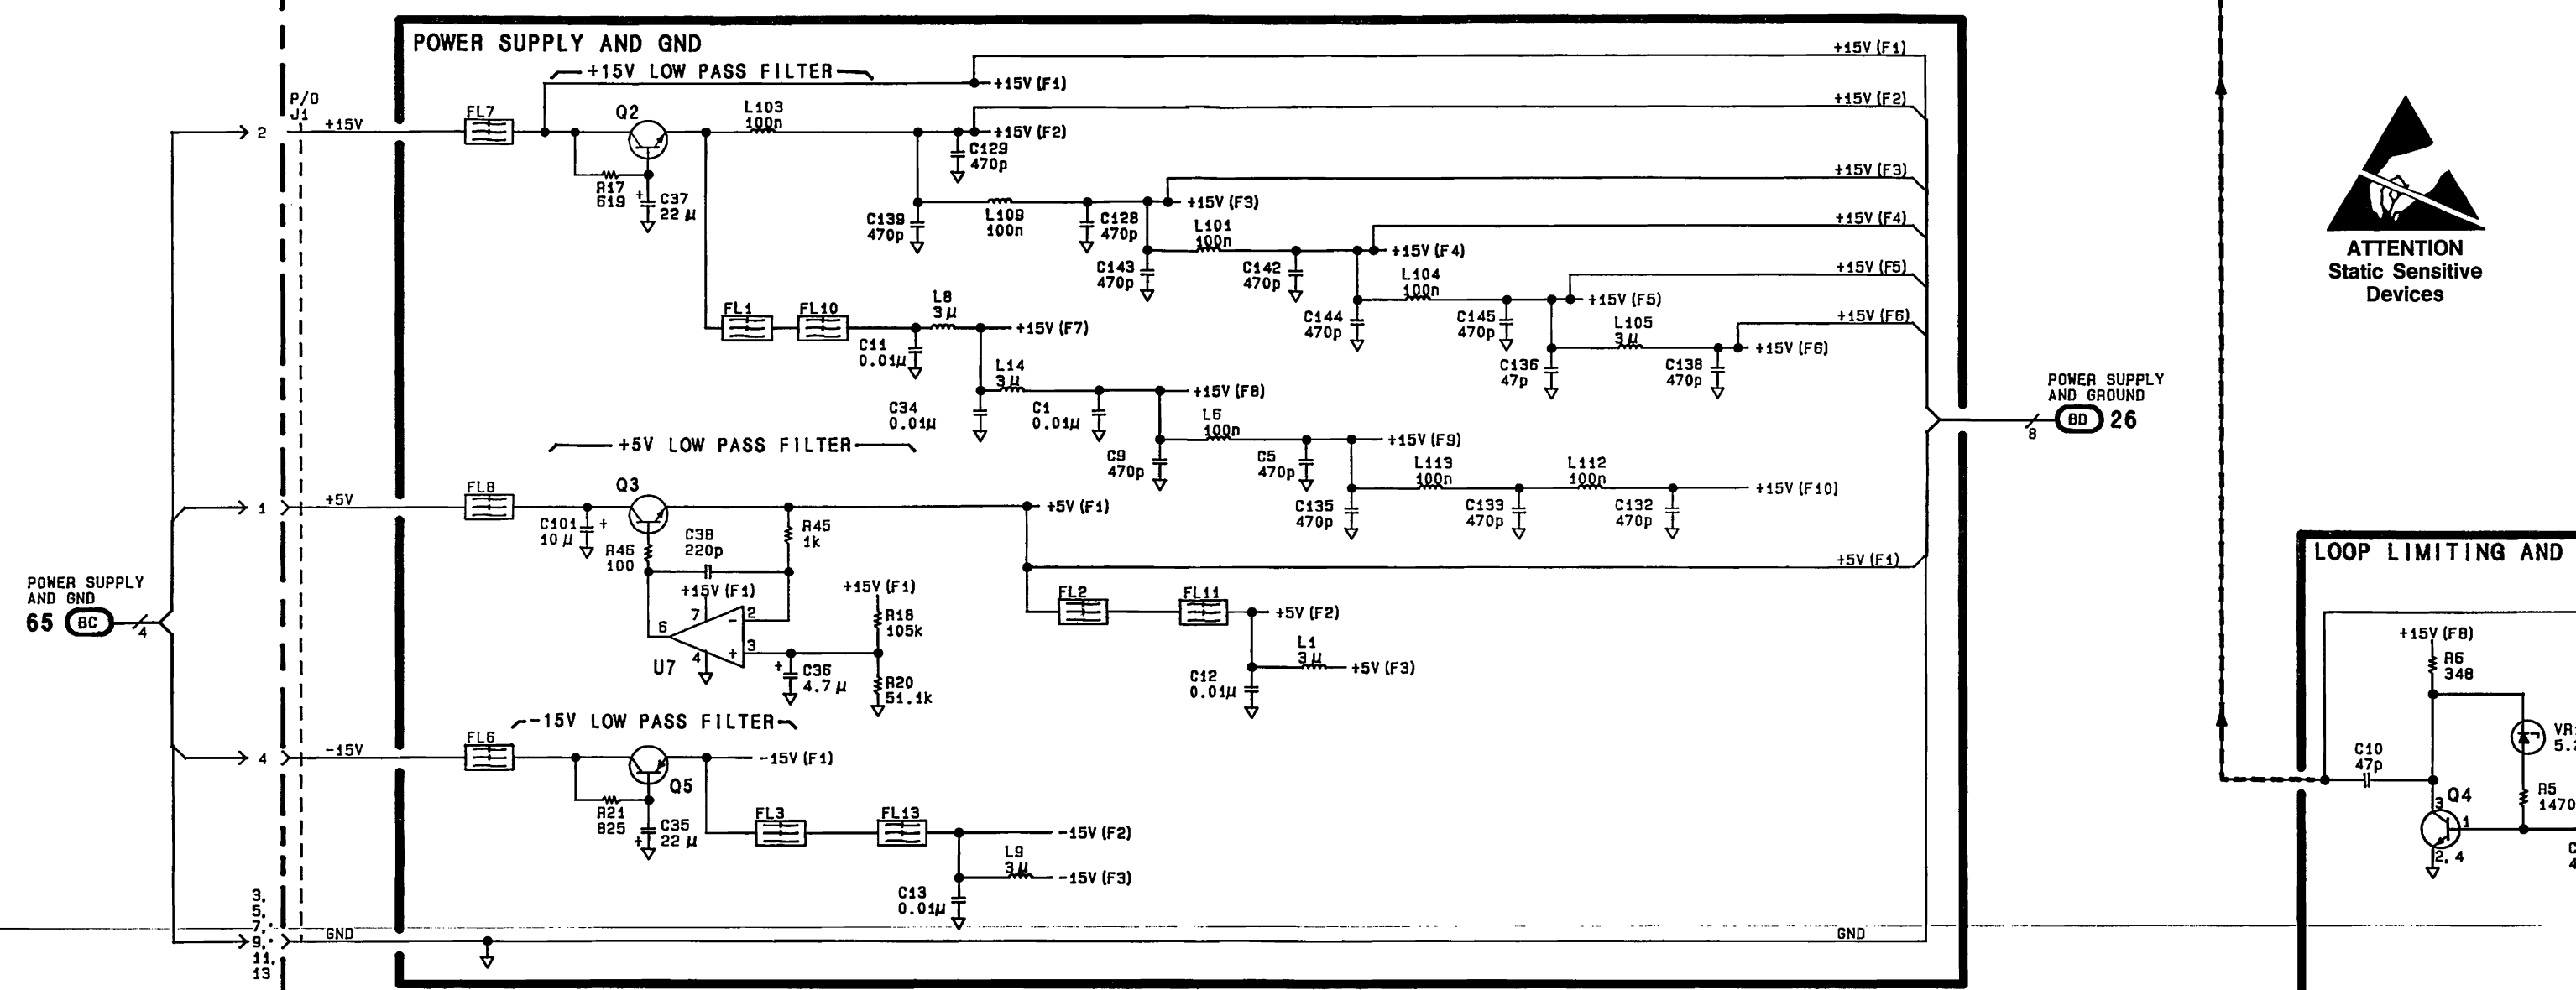 POWER SUPPLY AND GND
+15V LOW PASS FILTER
+15V (F1)
+15V (F1)
P/O
J1
2
+15V
FL7
Q2
L103
100n
+15V (F2)
+15V (F2)
C129
470p
R17
619
+
C37
22 μ
C139
470p
L109
100n
C128
470p
+15V (F3)
+15V (F3)
L101
100n
C143
470p
C142
470p
+15V (F4)
+15V (F4)
L104
100n
C144
470p
C145
470p
+15V (F5)
+15V (F5)
L105
3μ
C136
47p
C138
470p
+15V (F6)
+15V (F6)
FL1
FL10
L8
3μ
C11
0.01μ
+15V (F7)
L14
3μ
C34
0.01μ
C1
0.01μ
+15V (F8)
L6
100n
C9
470p
C5
470p
+15V (F9)
L113
100n
L112
100n
C135
470p
C133
470p
C132
470p
+15V (F10)
POWER SUPPLY
AND GROUND
8
BD
26
ATTENTION
Static Sensitive
Devices
+5V LOW PASS FILTER
1
+5V
FL8
C101
10 μ
+
Q3
R46
100
C38
220p
R45
1k
+5V (F1)
+5V (F1)
+15V (F1)
+15V (F1)
7
2
-
6
3
+
4
U7
R18
105k
+
C36
4.7 μ
R20
51.1k
FL2
FL11
+5V (F2)
L1
3μ
+5V (F3)
C12
0.01μ
POWER SUPPLY
AND GND
65
BC
4
-15V LOW PASS FILTER
4
-15V
FL6
Q5
-15V (F1)
R21
825
C35
22 μ
+
FL3
FL13
-15V (F2)
L9
3μ
-15V (F3)
C13
0.01μ
3,
5,
7,
9,
11,
13
GND
GND
LOOP LIMITING AND
+15V (F8)
R6
348
C10
47p
Q4
3
1
2, 4
R5
1470